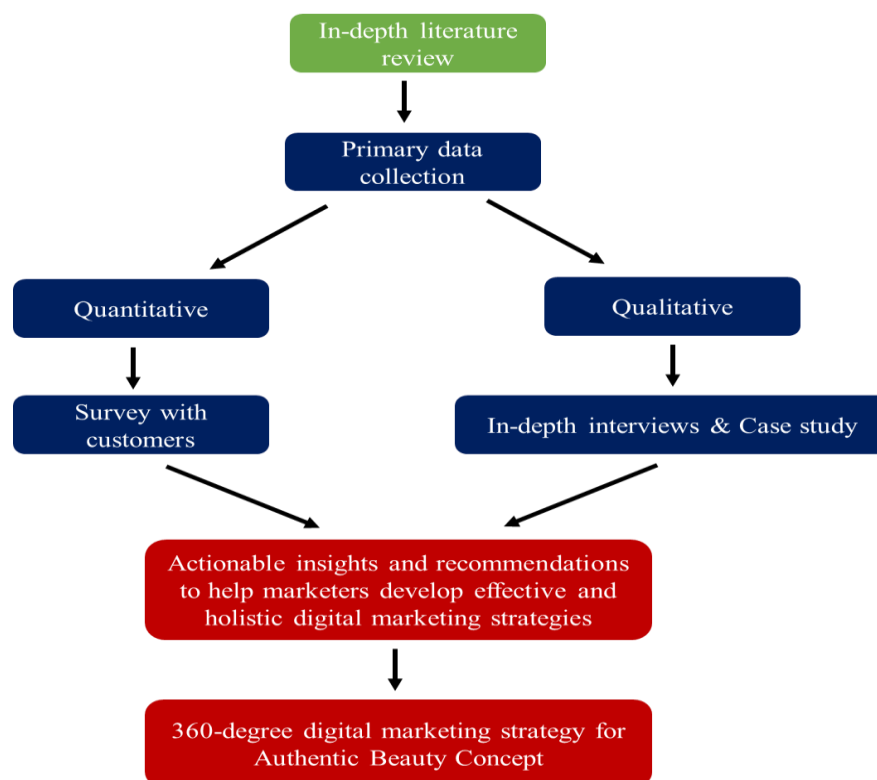 In-depth literature
review
Primary data
collection
Quantitative
Qualitative
Survey with
customers
In-depth interviews & Case study
Actionable insights and recommendations
to help marketers develop effective and
holistic digital marketing strategies
360-degree digital marketing strategy for
Authentic Beauty Concept